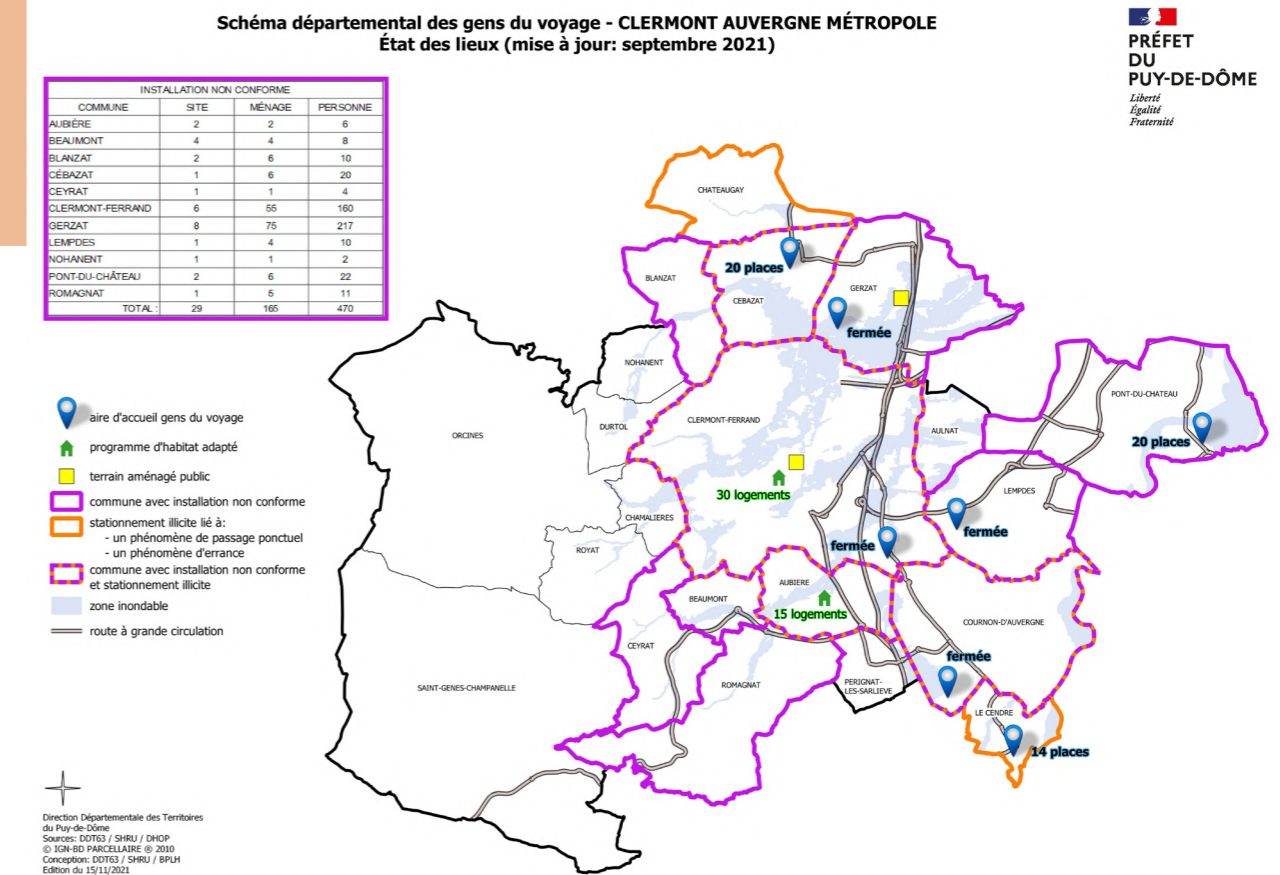 Schéma départemental des gens du voyage - CLERMONT AUVERGNE MÉTROPOLE
État des lieux (mise à jour: septembre 2021)
PRÉFET
DU
PUY-DE-DÔME
Liberté
Égalité
Fraternité
INSTALLATION NON CONFORME
COMMUNE SITE MÉNAGE PERSONNE
AUBIÈRE 2 2 6
BEAUMONT 4 4 8
BLANZAT 2 6 10
CÉBAZAT 1 6 20
CEYRAT 1 1 4
CLERMONT-FERRAND 6 55 160
GERZAT 8 75 217
LEMPDES 1 4 10
NOHANENT 1 1 2
PONT-DU-CHÂTEAU 2 6 22
ROMAGNAT 1 5 11
TOTAL : 29 165 470
aire d'accueil gens du voyage
programme d'habitat adapté
terrain aménagé public
commune avec installation non conforme
stationnement illicite lié à:
- un phénomène de passage ponctuel
- un phénomène d'errance
commune avec installation non conforme
et stationnement illicite
zone inondable
route à grande circulation
CHATEAUGAY
BLANZAT
20 places
CEBAZAT
GERZAT
fermée
NOHANENT
ORCINES
DURTOL
CLERMONT-FERRAND
AULNAT
PONT-DU-CHATEAU
20 places
30 logements
LEMPDES
CHAMALIERES
fermée
fermée
ROYAT
AUBIERE
BEAUMONT
15 logements
COURNON-D'AUVERGNE
CEYRAT
fermée
SAINT-GENES-CHAMPANELLE
ROMAGNAT
PERIGNAT
-LES-SARLIEVE
LE CENDRE
14 places
Direction Départementale des Territoires
du Puy-de-Dôme
Sources: DDT63 / SHRU / DHOP
© IGN-BD PARCELLAIRE ® 2010
Conception: DDT63 / SHRU / BPLH
Edition du 15/11/2021